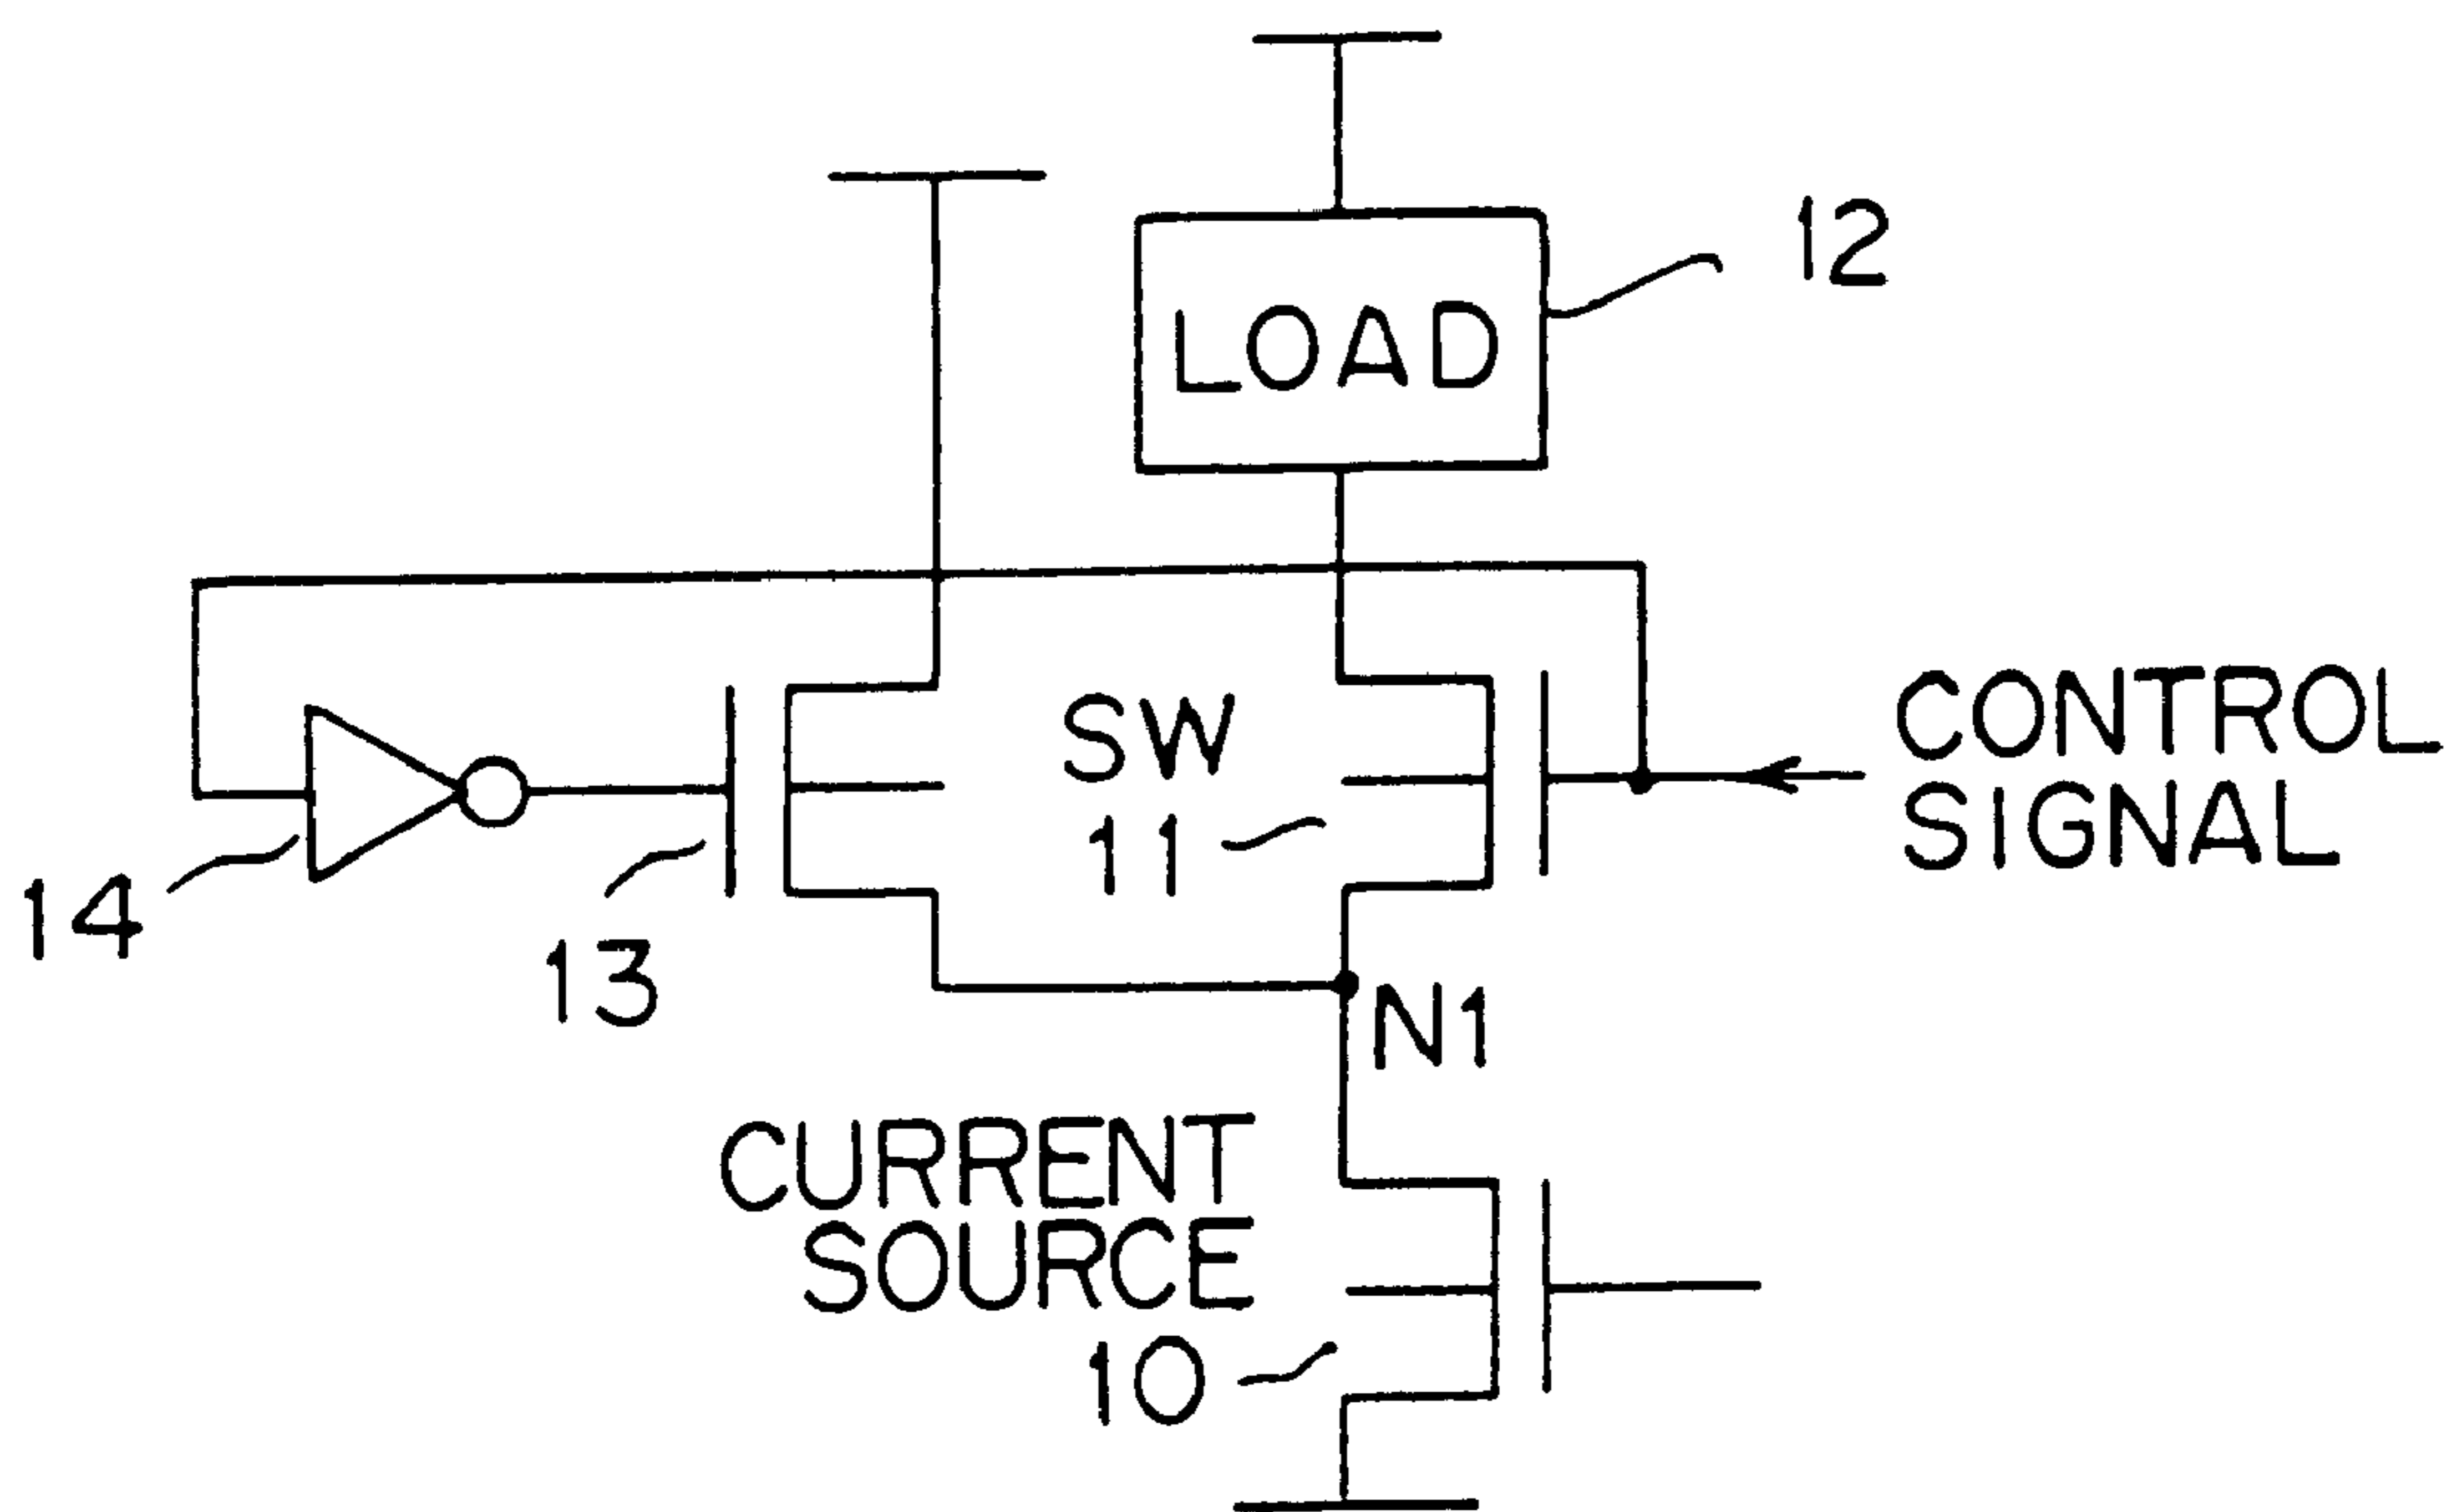 12
LOAD
SW
11
CONTROL
SIGNAL
14
13
N1
CURRENT
SOURCE
10